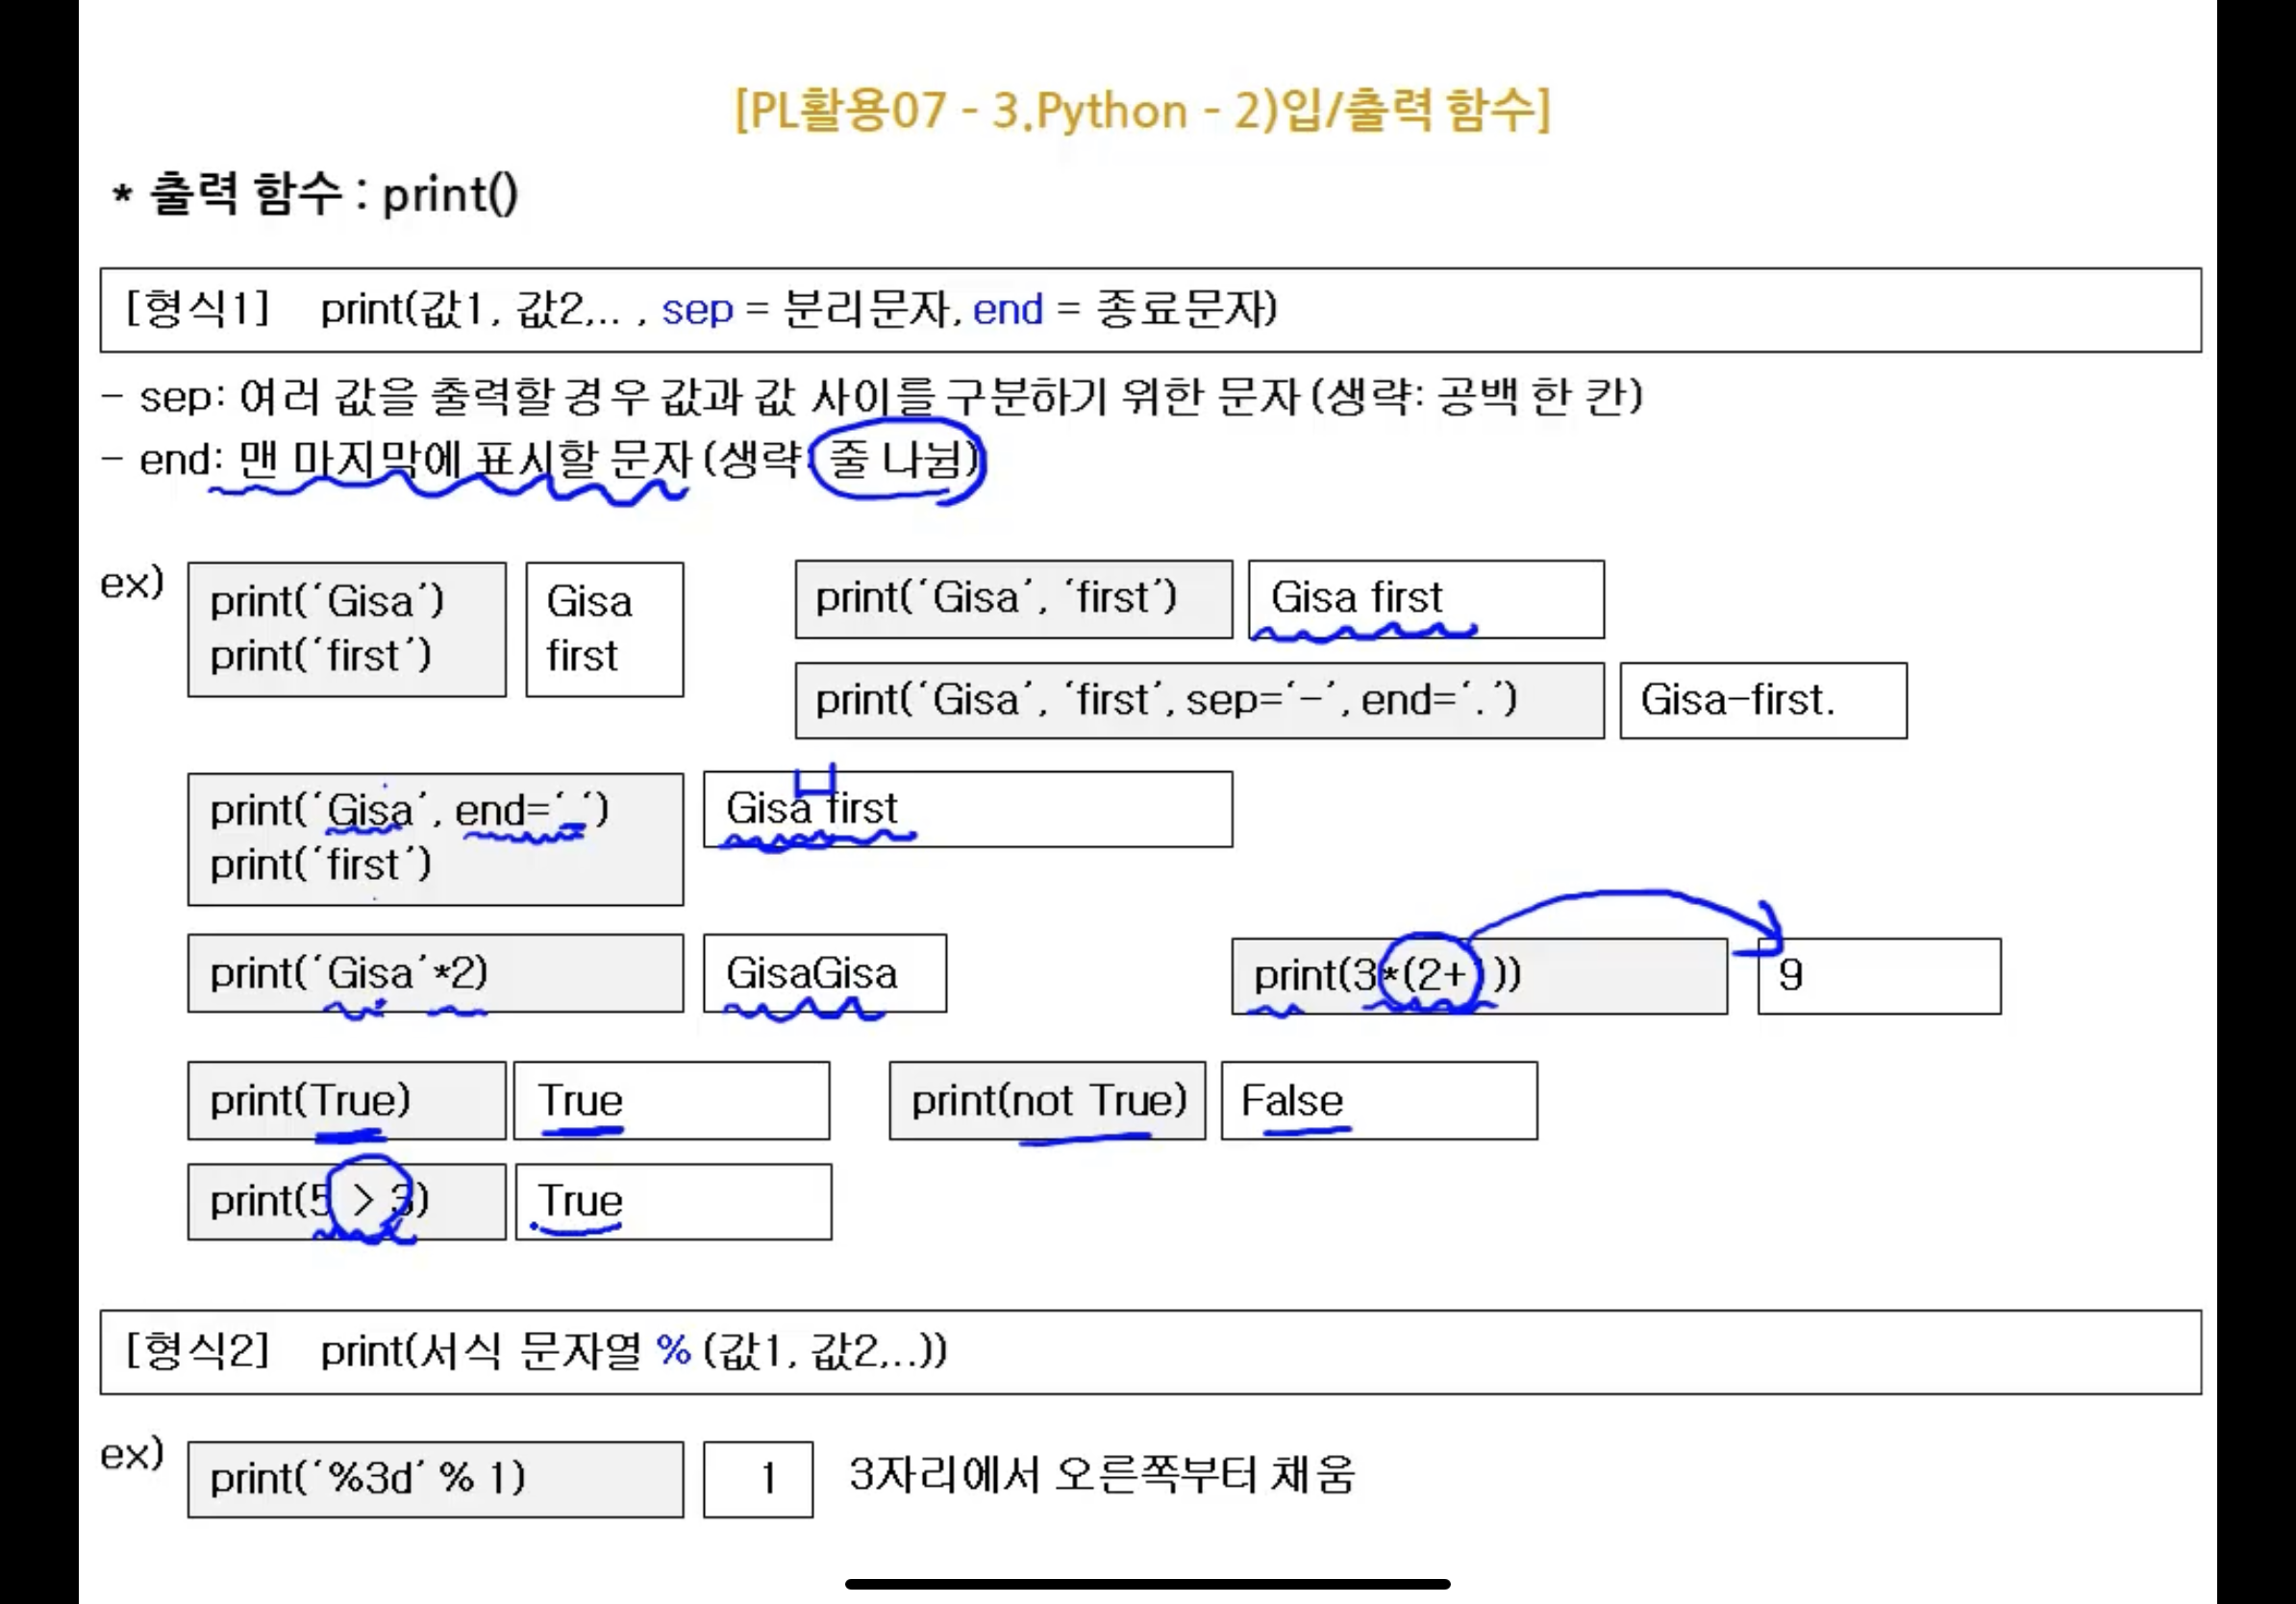 [PL활용07 - 3.Python - 2)입/출력 함수]
* 출력 함수 : print()
[형식1] print(값1, 값2,.. , sep = 분리문자, end = 종료문자)
- sep: 여러 값을 출력할 경우 값과 값 사이를 구분하기 위한 문자 (생략: 공백 한 칸)
- end: 맨 마지막에 표시할 문자 (생략: 줄 나눔)
ex)
print(‘Gisa’)
print(‘first’)
Gisa
first
print(‘Gisa’, ‘first’)
Gisa first
print(‘Gisa’, ‘first’, sep=‘-’, end=‘.’)
Gisa-first.
print(‘Gisa’, end=‘ ‘)
print(‘first’)
Gisa first
print(‘Gisa’*2)
GisaGisa
print(3*(2+ ))
9
print(True)
True
print(not True)
False
print(5 > 3)
True
[형식2] print(서식 문자열 % (값1, 값2,..))
ex)
print(‘%3d’ % 1)
1
3자리에서 오른쪽부터 채움